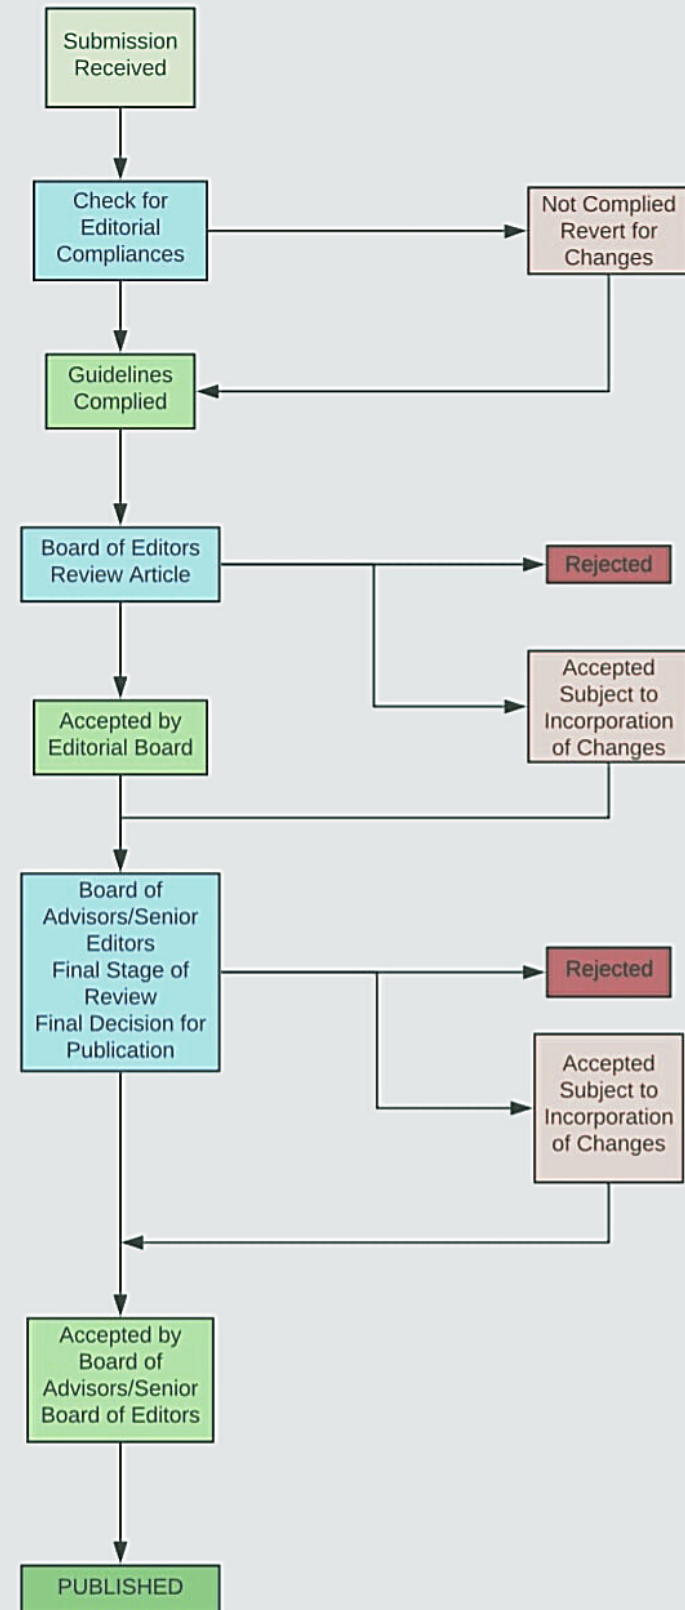 Submission
Received
Check for
Editorial
Compliances
Not Complied
Revert for
Changes
Guidelines
Complied
Board of Editors
Review Article
Rejected
Accepted
Subject to
Incorporation
of Changes
Accepted by
Editorial Board
Board of
Advisors/Senior
Editors
Final Stage of
Review
Final Decision for
Publication
Rejected
Accepted
Subject to
Incorporation
of Changes
Accepted by
Board of
Advisors/Senior
Board of Editors
PUBLISHED